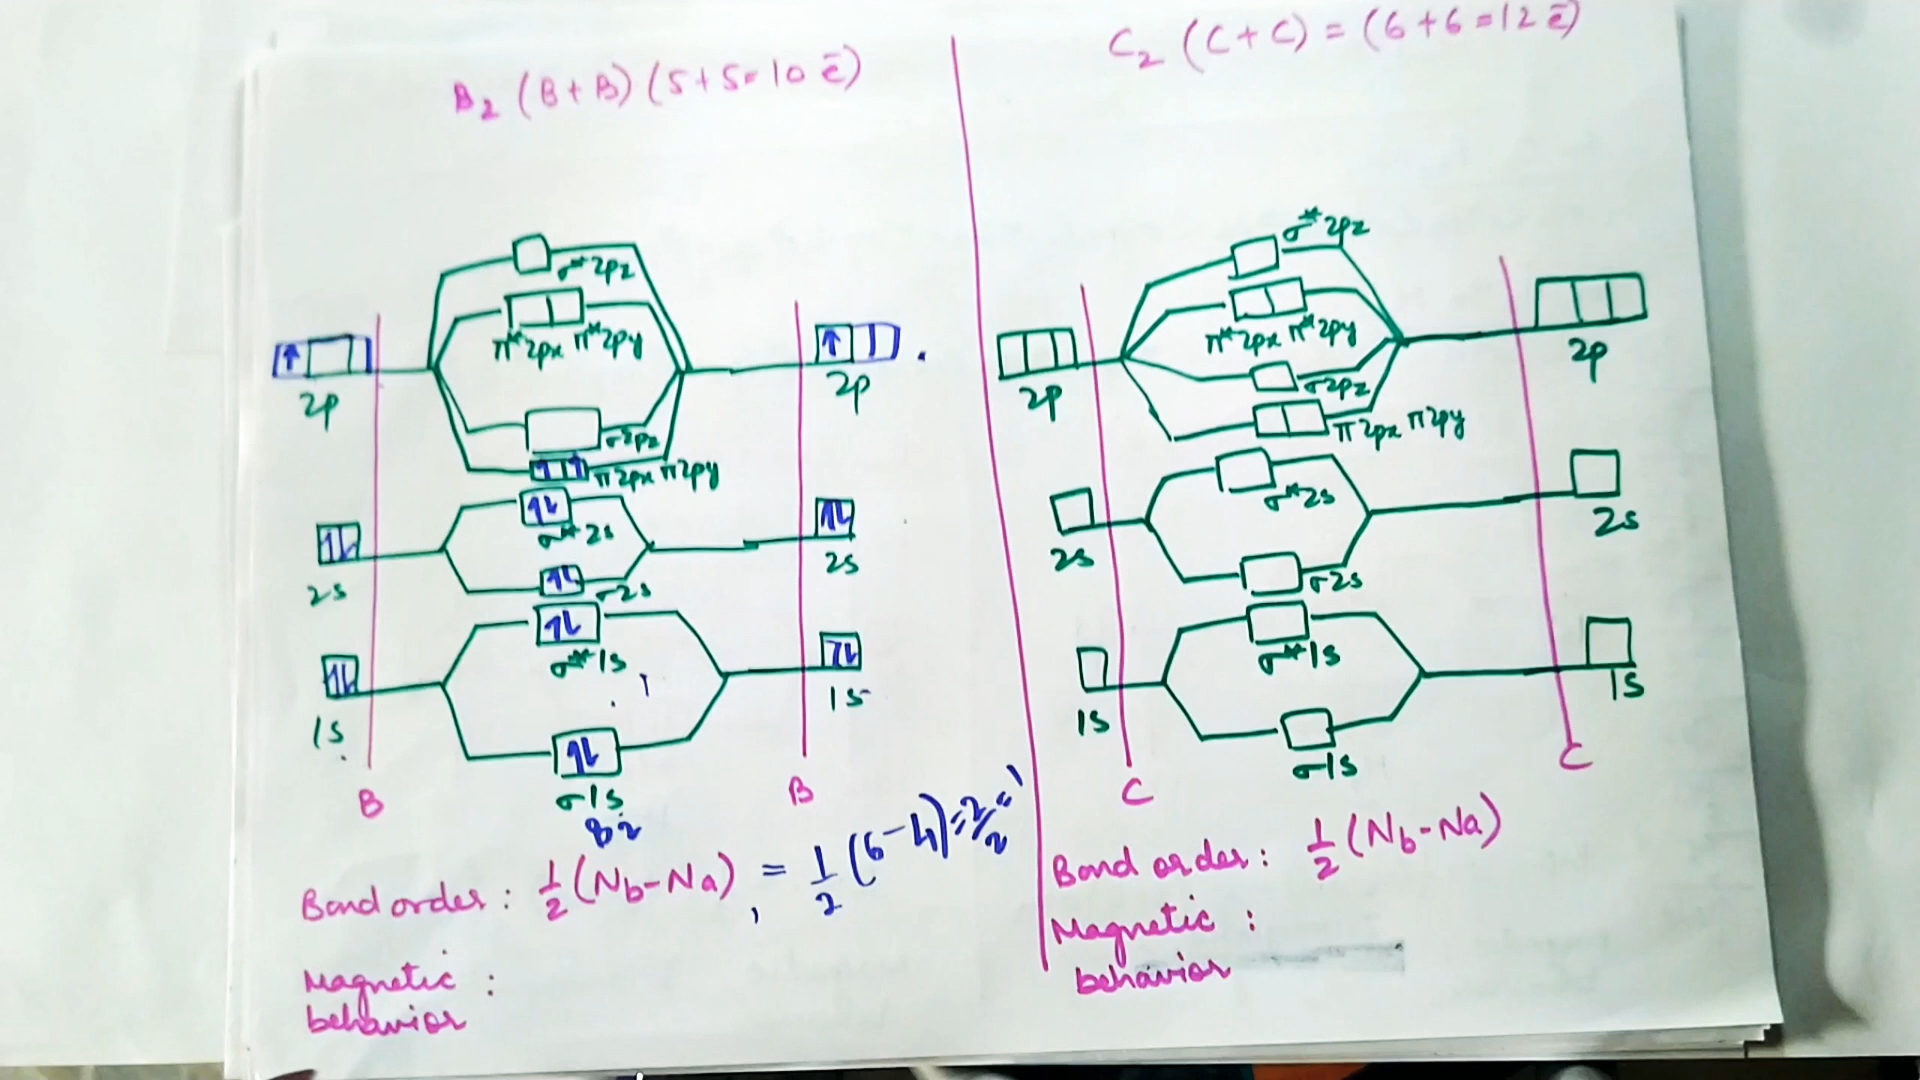 B₂ (B+B) (5+5=10 ē)
σ*2pz
π*2px π*2py
2p
2p
σ2pz
π2px π2py
σ*2s
2s
2s
σ2s
σ*1s
1s
1s
σ1s
B
B
B₂
Bond order : 1/2 (Nb-Na) , = 1/2 (6-4) = 2/2 = 1
Magnetic :
behavior
C₂ (C+C) = (6+6=12 ē)
σ*2pz
π*2px π*2py
2p
2p
σ2pz
π2px π2py
σ*2s
2s
2s
σ2s
σ*1s
1s
1s
σ1s
C
C
Bond order : 1/2 (Nb-Na)
Magnetic :
behavior